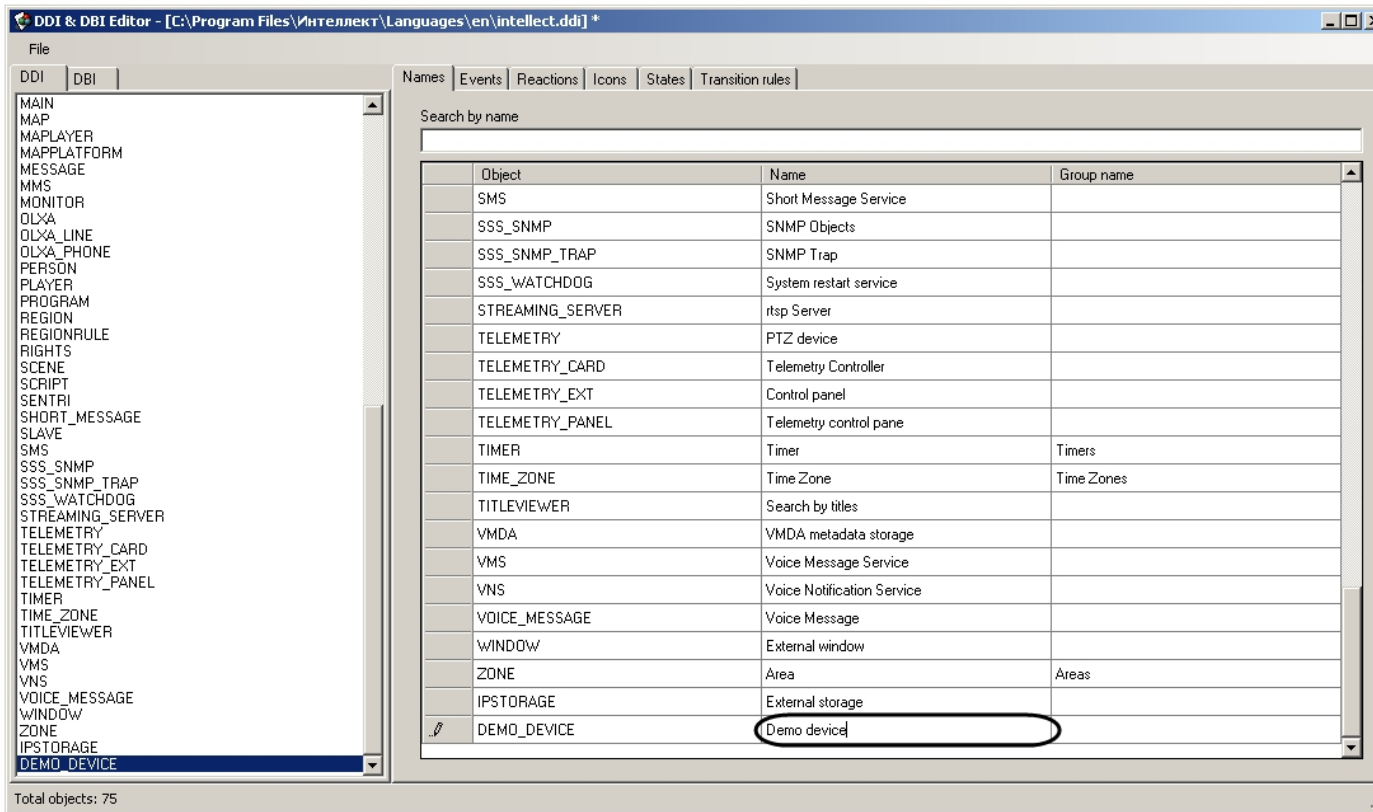 DDI & DBI Editor - [C:\Program Files\Интеллект\Languages\en\intellect.ddi] *
File
DDI DBI
MAIN
MAP
MAPLAYER
MAPPLATFORM
MESSAGE
MMS
MONITOR
OLXA
OLXA_LINE
OLXA_PHONE
PERSON
PLAYER
PROGRAM
REGION
REGIONRULE
RIGHTS
SCENE
SCRIPT
SENTRI
SHORT_MESSAGE
SLAVE
SMS
SSS_SNMP
SSS_SNMP_TRAP
SSS_WATCHDOG
STREAMING_SERVER
TELEMETRY
TELEMETRY_CARD
TELEMETRY_EXT
TELEMETRY_PANEL
TIMER
TIME_ZONE
TITLEVIEWER
VMDA
VMS
VNS
VOICE_MESSAGE
WINDOW
ZONE
IPSTORAGE
DEMO_DEVICE
Names Events Reactions Icons States Transition rules
Search by name
Object Name Group name
SMS Short Message Service
SSS_SNMP SNMP Objects
SSS_SNMP_TRAP SNMP Trap
SSS_WATCHDOG System restart service
STREAMING_SERVER rtsp Server
TELEMETRY PTZ device
TELEMETRY_CARD Telemetry Controller
TELEMETRY_EXT Control panel
TELEMETRY_PANEL Telemetry control pane
TIMER Timer Timers
TIME_ZONE Time Zone Time Zones
TITLEVIEWER Search by titles
VMDA VMDA metadata storage
VMS Voice Message Service
VNS Voice Notification Service
VOICE_MESSAGE Voice Message
WINDOW External window
ZONE Area Areas
IPSTORAGE External storage
DEMO_DEVICE Demo device
Total objects: 75